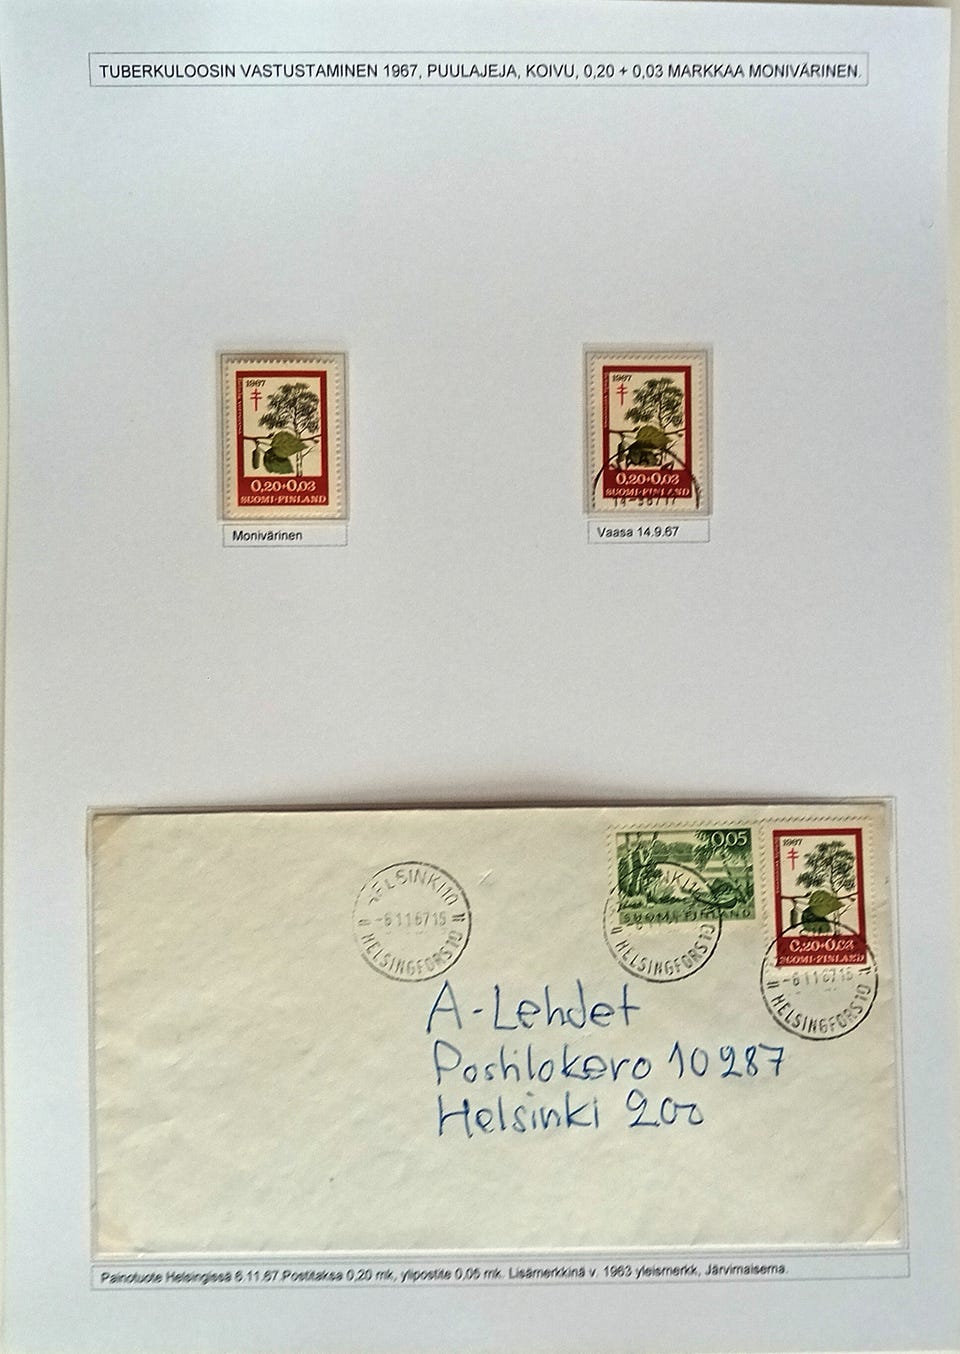 TUBERKULOOSIN VASTUSTAMINEN 1967, PUULAJEJA, KOIVU, 0,20 + 0,03 MARKKAA MONIVÄRINEN.
1967
0,20+0,03
SUOMI-FINLAND
Monivärinen
1967
VAASA
0,20+0,03
SUOMI-FINLAND
Vaasa 14.9.67
HELSINKI 10
-6 11 67 15
HELSINGFORS 10
0,05
SUOMI-FINLAND
HELSINGFORS 10
1967
0,20+0,03
SUOMI-FINLAND
-6 11 67 15
HELSINGFORS 10
A-Lehdet
Postilokero 10287
Helsinki 200
Painotuote Helsingissä 6.11.67.Postitaksa 0,20 mk, ylipostite 0,05 mk. Lisämerkkinä v. 1963 yleismerkk, Järvimaisema.